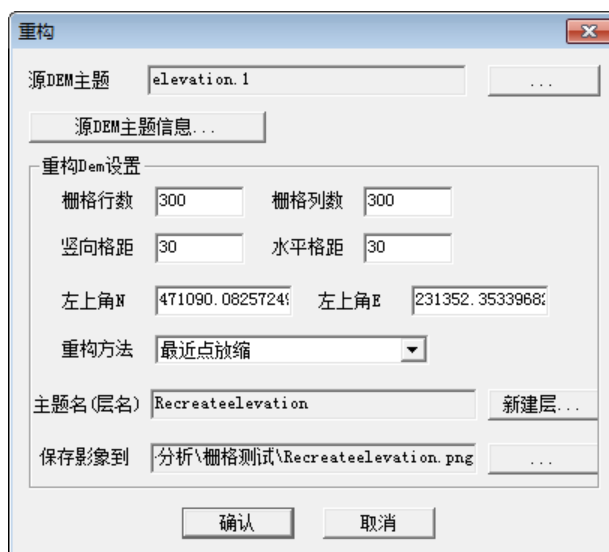 重构
源DEM主题 elevation.1 ...
源DEM主题信息...
重构Dem设置
栅格行数 300 栅格列数 300
竖向格距 30 水平格距 30
左上角N 471090.08257249 左上角E 231352.35339682
重构方法 最近点放缩
主题名(层名) Recreateelevation 新建层...
保存影象到 分析\栅格测试\Recreateelevation.png ...
确认 取消